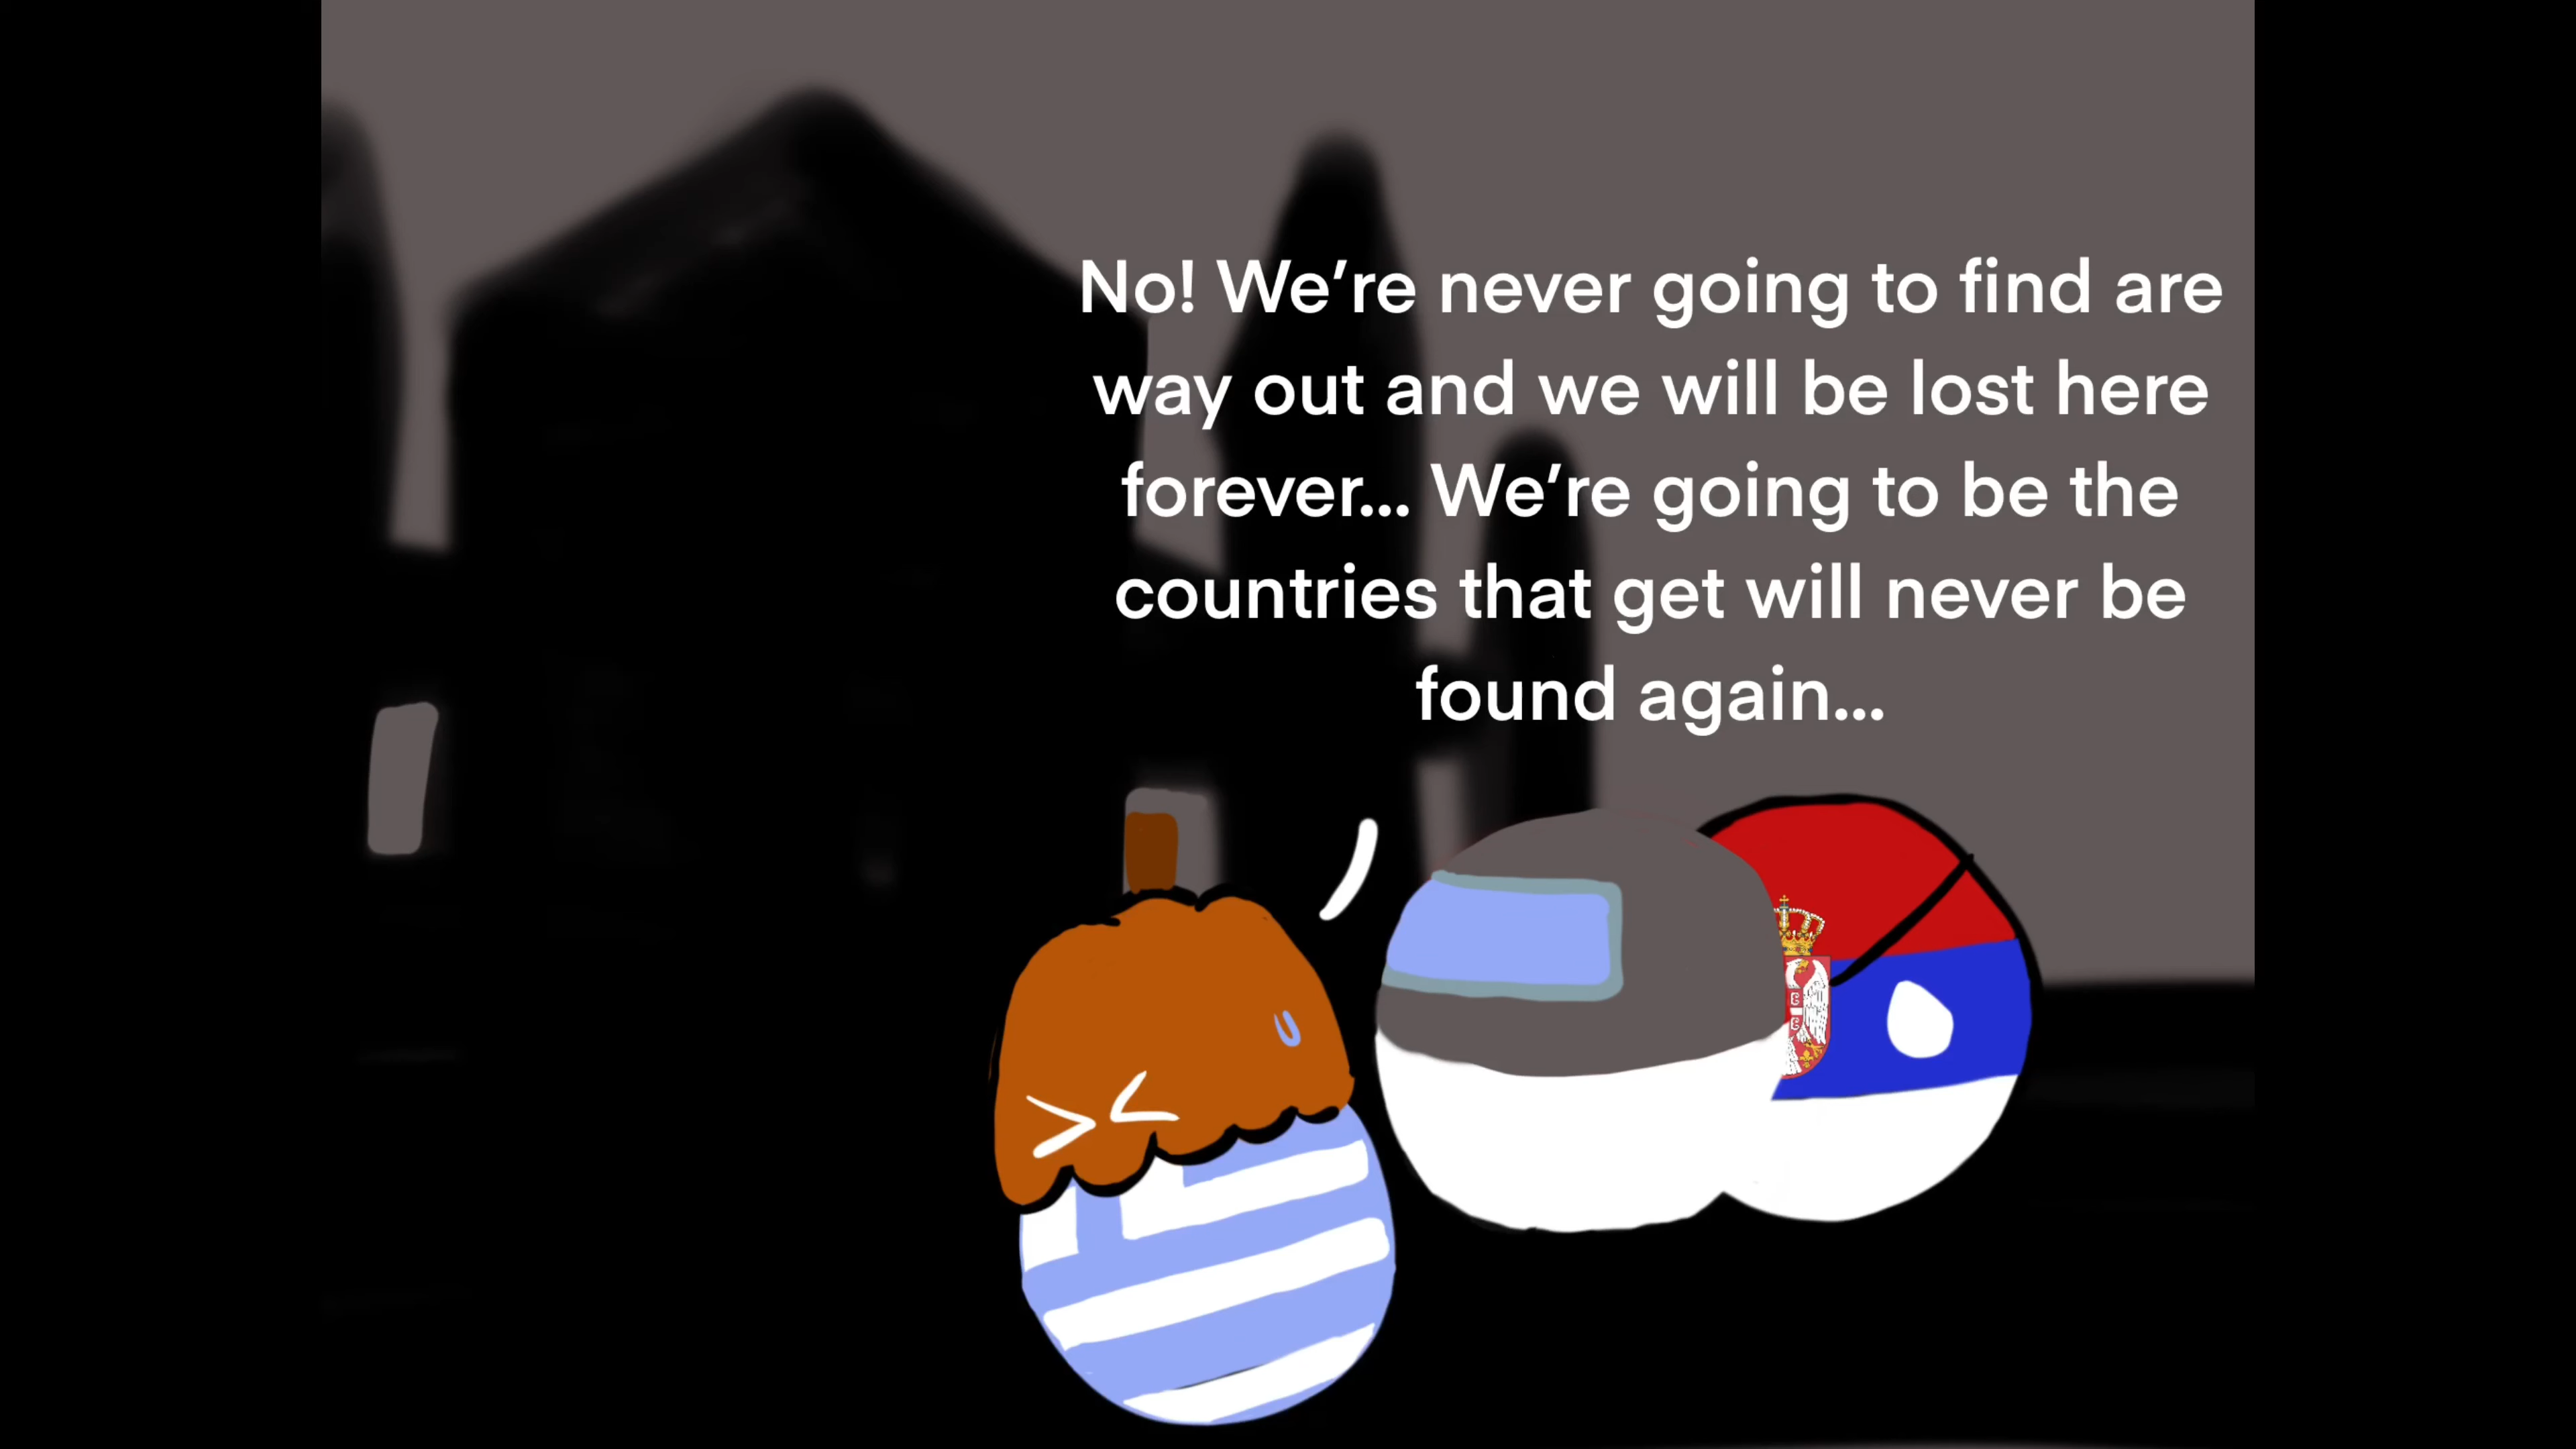 No! We’re never going to find are
way out and we will be lost here
forever... We’re going to be the
countries that get will never be
found again...